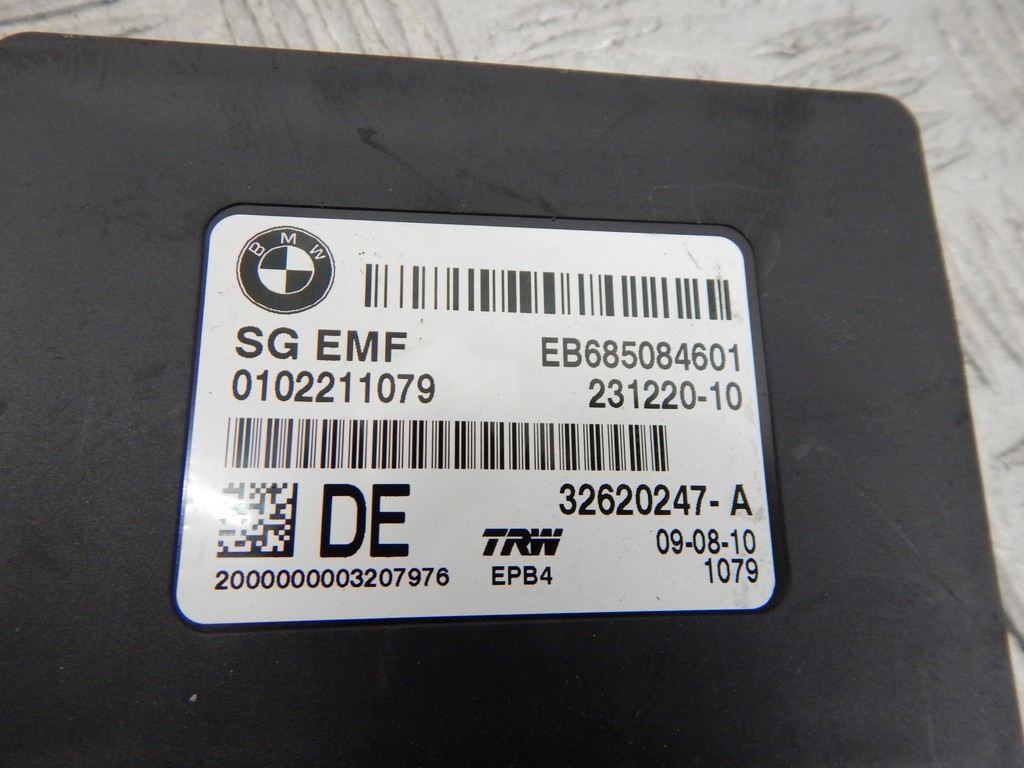 BMW
SG EMF EB685084601
0102211079 231220-10
DE 32620247- A
TRW 09-08-10
2000000003207976 EPB4 1079